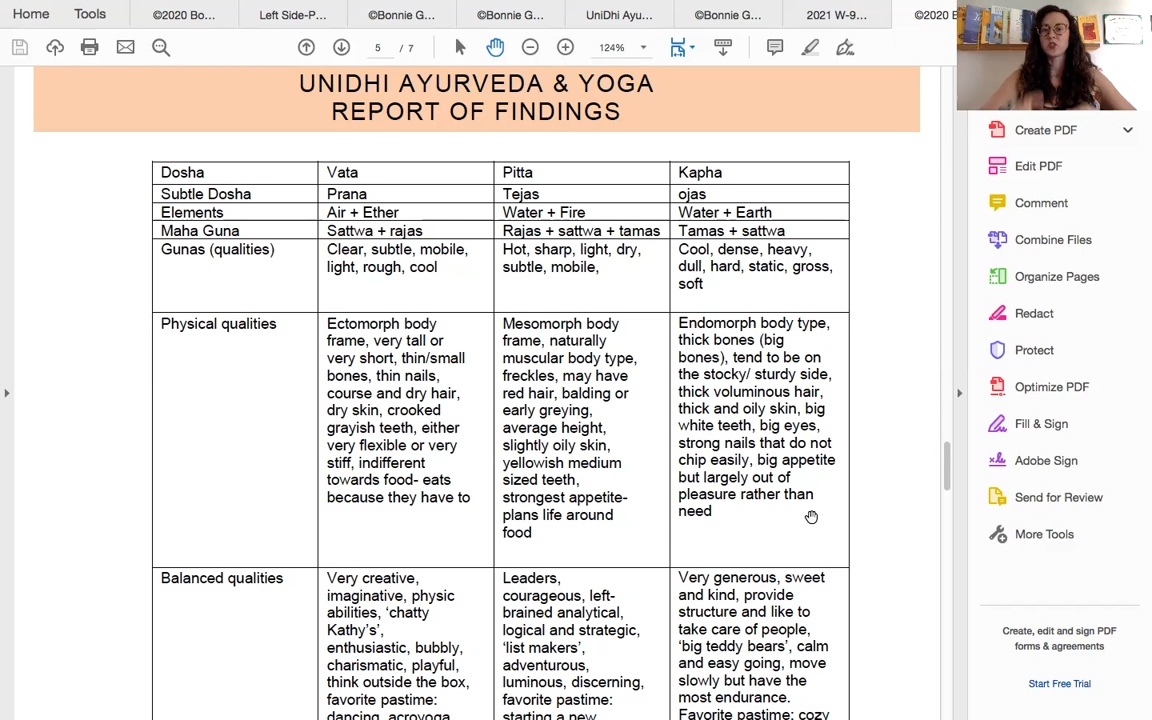 Home Tools ©2020 Bo... Left Side-P... ©Bonnie G... ©Bonnie G... UniDhi Ayu... ©Bonnie G... 2021 W-9... ©2020 B
5 / 7 124%
UNIDHI AYURVEDA & YOGA
REPORT OF FINDINGS
Dosha Vata Pitta Kapha
Subtle Dosha Prana Tejas ojas
Elements Air + Ether Water + Fire Water + Earth
Maha Guna Sattwa + rajas Rajas + sattwa + tamas Tamas + sattwa
Gunas (qualities)
Clear, subtle, mobile,
light, rough, cool
Hot, sharp, light, dry,
subtle, mobile,
Cool, dense, heavy,
dull, hard, static, gross,
soft
Physical qualities
Ectomorph body
frame, very tall or
very short, thin/small
bones, thin nails,
course and dry hair,
dry skin, crooked
grayish teeth, either
very flexible or very
stiff, indifferent
towards food- eats
because they have to
Mesomorph body
frame, naturally
muscular body type,
freckles, may have
red hair, balding or
early greying,
average height,
slightly oily skin,
yellowish medium
sized teeth,
strongest appetite-
plans life around
food
Endomorph body type,
thick bones (big
bones), tend to be on
the stocky/ sturdy side,
thick voluminous hair,
thick and oily skin, big
white teeth, big eyes,
strong nails that do not
chip easily, big appetite
but largely out of
pleasure rather than
need
Balanced qualities
Very creative,
imaginative, physic
abilities, ‘chatty
Kathy’s’,
enthusiastic, bubbly,
charismatic, playful,
think outside the box,
favorite pastime:
dancing, acroyoga
Leaders,
courageous, left-
brained analytical,
logical and strategic,
‘list makers’,
adventurous,
luminous, discerning,
favorite pastime:
starting a new
Very generous, sweet
and kind, provide
structure and like to
take care of people,
‘big teddy bears’, calm
and easy going, move
slowly but have the
most endurance.
Favorite pastime: cozy
Create PDF
Edit PDF
Comment
Combine Files
Organize Pages
Redact
Protect
Optimize PDF
Fill & Sign
Adobe Sign
Send for Review
More Tools
Create, edit and sign PDF
forms & agreements
Start Free Trial